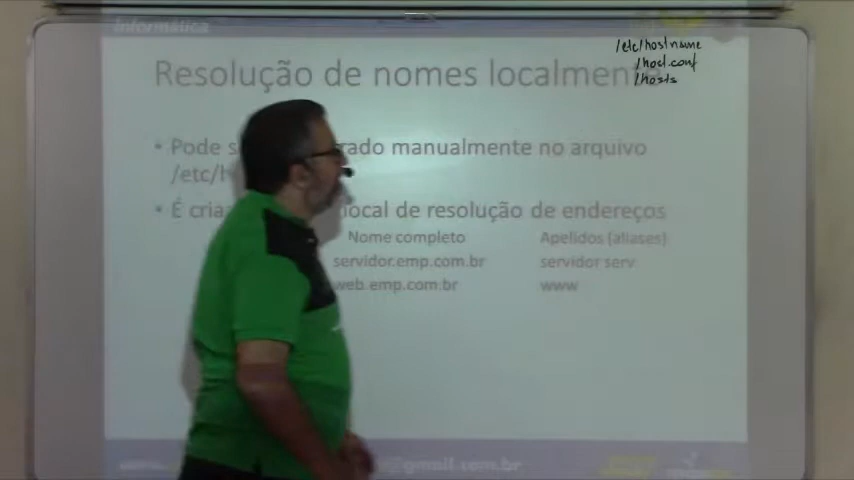 Informática
/etc/hostname
/host.conf
/hosts
Resolução de nomes localmente
• Pode s rado manualmente no arquivo
/etc/h
• É cria local de resolução de endereços
Nome completo Apelidos (aliases)
servidor.emp.com.br servidor serv
web.emp.com.br www
@gmail.com.br